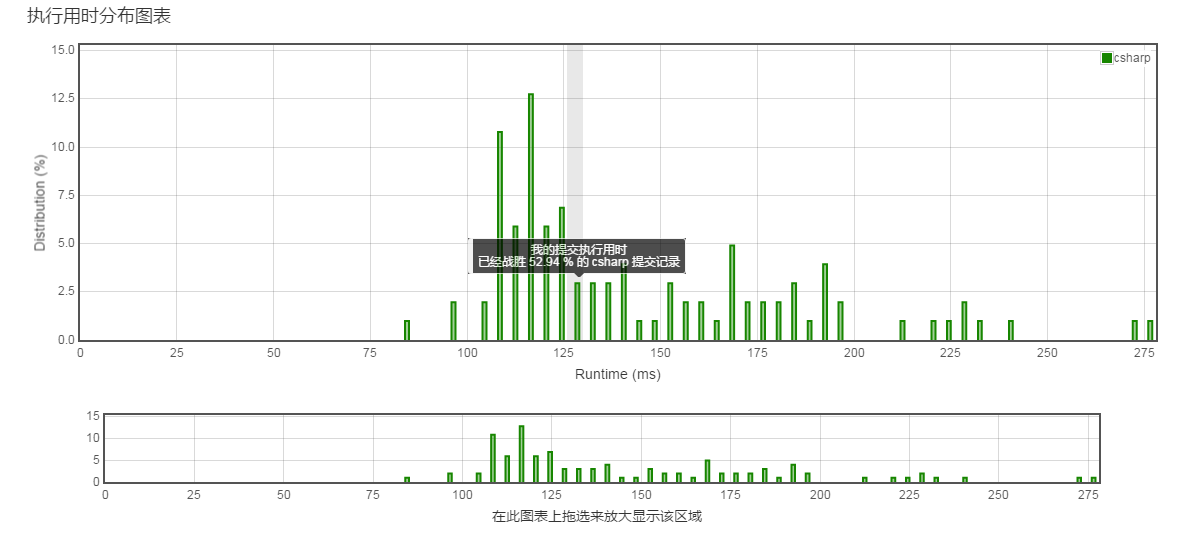 执行用时分布图表
15.0
12.5
10.0
7.5
5.0
2.5
0.0
Distribution (%)
csharp
我的提交执行用时
已经战胜 52.94 % 的 csharp 提交记录
0 25 50 75 100 125 150 175 200 225 250 275
Runtime (ms)
15
10
5
0
0 25 50 75 100 125 150 175 200 225 250 275
在此图表上拖选来放大显示该区域